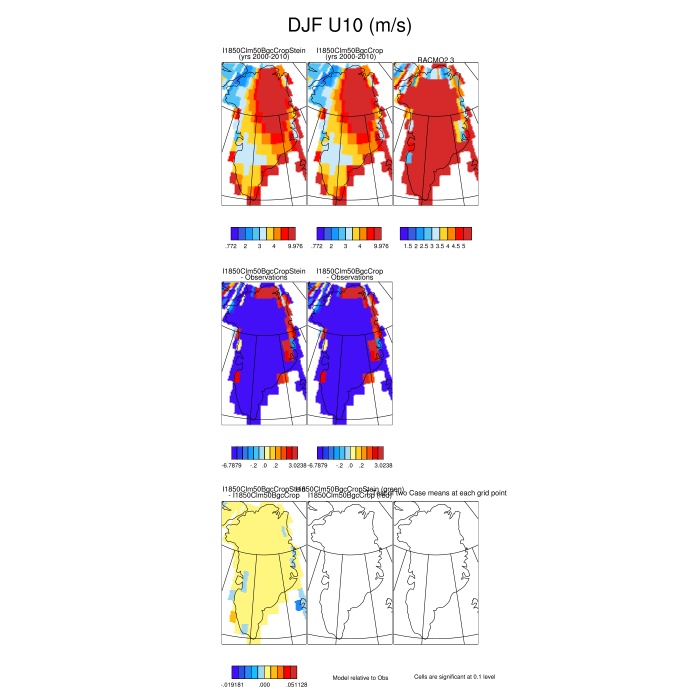 DJF U10 (m/s)
I1850Clm50BgcCropStein
(yrs 2000-2010)
I1850Clm50BgcCrop
(yrs 2000-2010)
RACMO2.3
.772 2 3 4 9.976
.772 2 3 4 9.976
1.5 2 2.5 3 3.5 4 4.5 5
I1850Clm50BgcCropStein
- Observations
I1850Clm50BgcCrop
- Observations
-6.7879 -.2 .0 .2 3.0238
-6.7879 -.2 .0 .2 3.0238
I1850Clm50BgcCropStein
- I1850Clm50BgcCrop
I1850Clm50BgcCropStein (green)
I1850Clm50BgcCrop (red)
two Case means at each grid point
-.019181 .000 .051128
Model relative to Obs
Cells are significant at 0.1 level